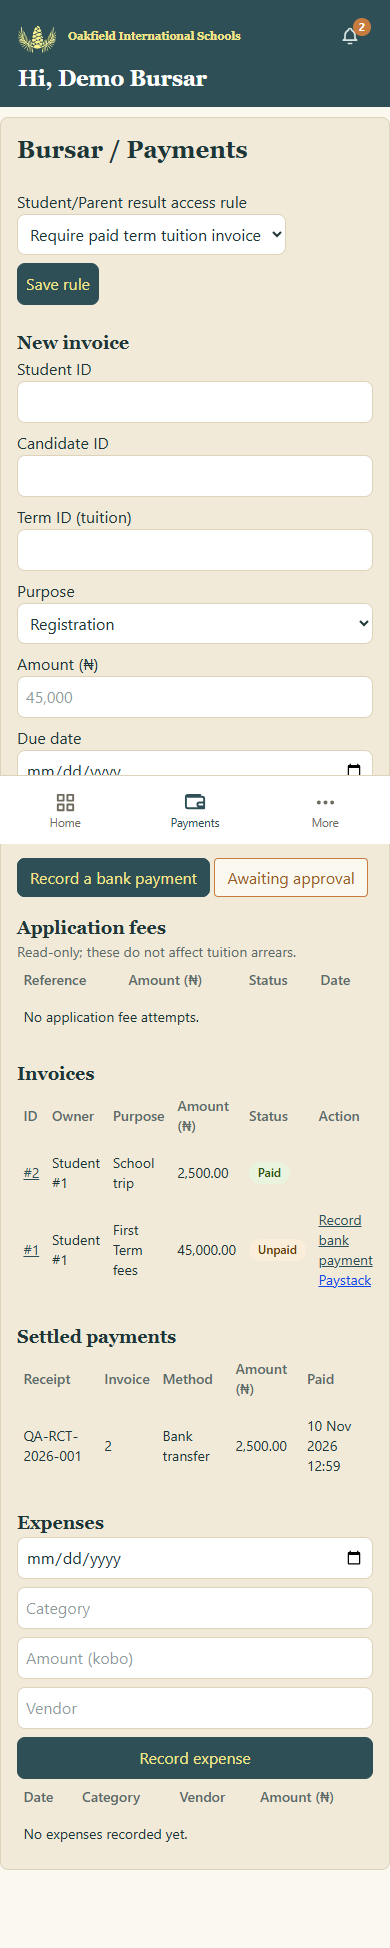 Oakfield International Schools
2
Hi, Demo Bursar
Bursar / Payments
Student/Parent result access rule
Require paid term tuition invoice
Save rule
New invoice
Student ID
Candidate ID
Term ID (tuition)
Purpose
Registration
Amount (₦)
45,000
Due date
mm/dd/yyyy
Home
Payments
More
Record a bank payment
Awaiting approval
Application fees
Read-only; these do not affect tuition arrears.
Reference Amount (₦) Status Date
No application fee attempts.
Invoices
ID Owner Purpose Amount (₦) Status Action
#2 Student #1 School trip 2,500.00 Paid
#1 Student #1 First Term fees 45,000.00 Unpaid Record bank payment Paystack
Settled payments
Receipt Invoice Method Amount (₦) Paid
QA-RCT-2026-001 2 Bank transfer 2,500.00 10 Nov 2026 12:59
Expenses
mm/dd/yyyy
Category
Amount (kobo)
Vendor
Record expense
Date Category Vendor Amount (₦)
No expenses recorded yet.